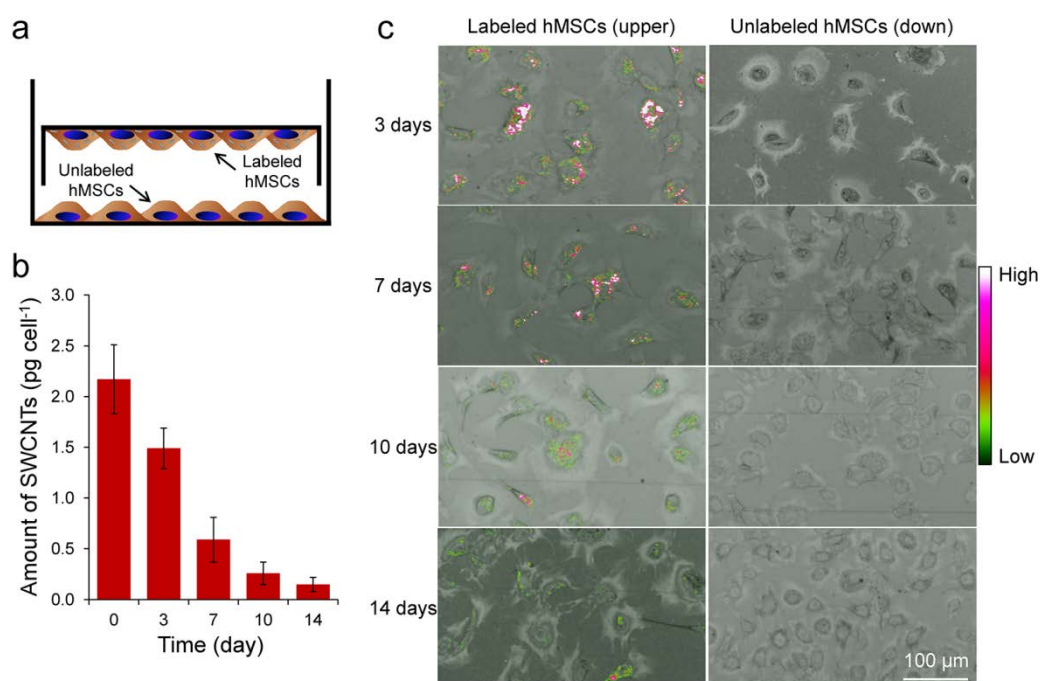 a
Unlabeled
hMSCs
Labeled
hMSCs
b
Amount of SWCNTs (pg cell-1)
3.0
2.5
2.0
1.5
1.0
0.5
0.0
0 3 7 10 14
Time (day)
c
Labeled hMSCs (upper) Unlabeled hMSCs (down)
3 days
7 days
10 days
14 days
High
Low
100 µm